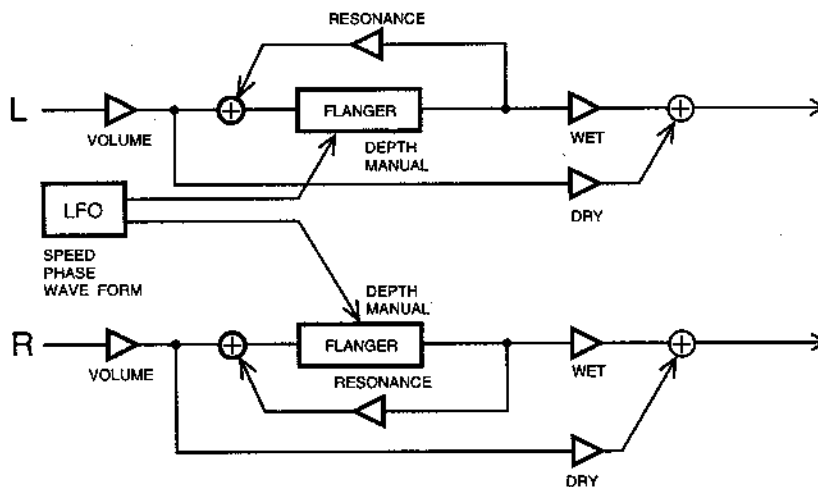 RESONANCE
L
VOLUME
FLANGER
DEPTH
MANUAL
WET
DRY
LFO
SPEED
PHASE
WAVE FORM
DEPTH
MANUAL
R
VOLUME
FLANGER
RESONANCE
WET
DRY